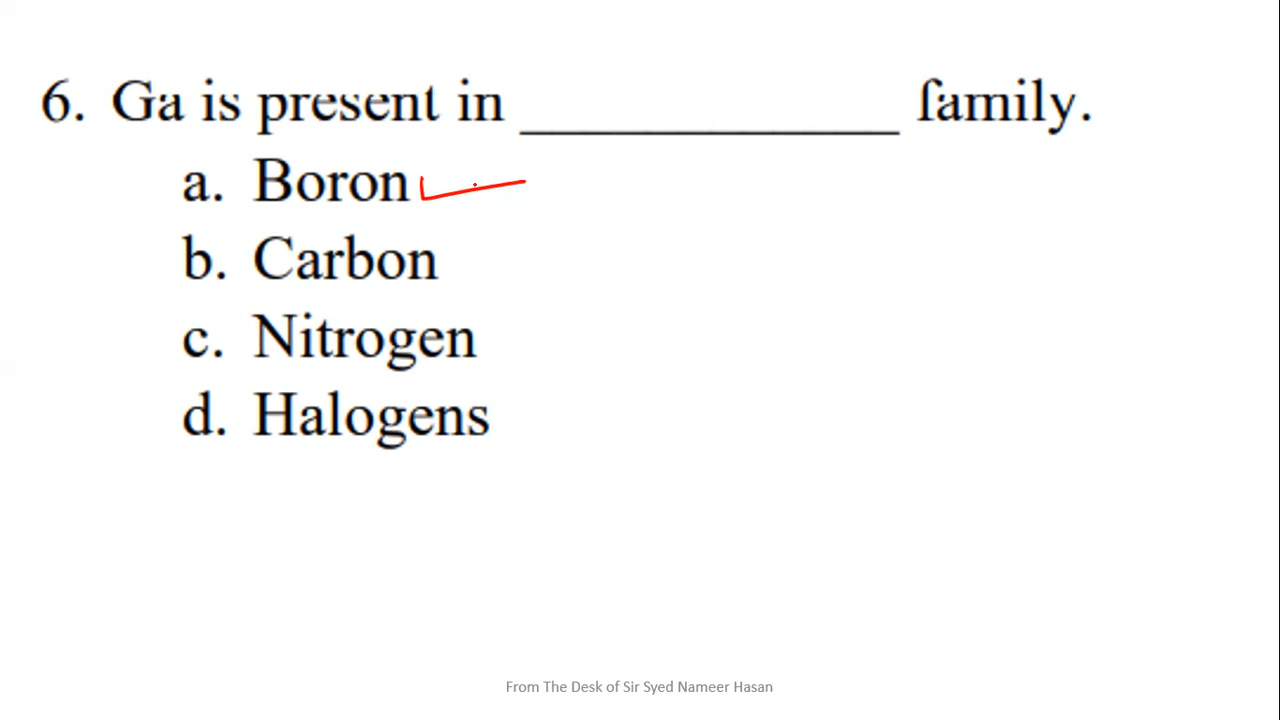 6. Ga is present in ____________ family.
a. Boron
b. Carbon
c. Nitrogen
d. Halogens
From The Desk of Sir Syed Nameer Hasan